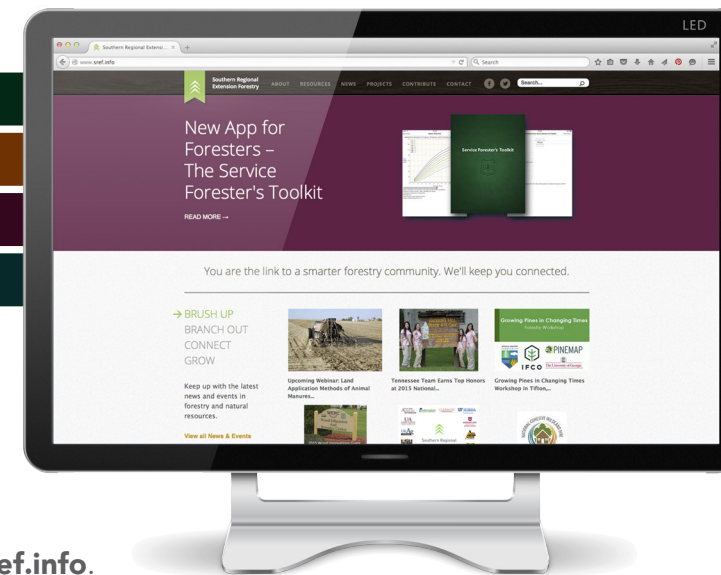 LED
Southern Regional Extensi... ×
+
www.sref.info
Search
Southern Regional
Extension Forestry
ABOUT RESOURCES NEWS PROJECTS CONTRIBUTE CONTACT
Search...
New App for
Foresters –
The Service
Forester's Toolkit
READ MORE →
Service Forester's Toolkit
You are the link to a smarter forestry community. We'll keep you connected.
→ BRUSH UP
BRANCH OUT
CONNECT
GROW
Keep up with the latest
news and events in
forestry and natural
resources.
View all News & Events
Upcoming Webinar: Land
Application Methods of Animal
Manures...
Tennessee Team Earns Top Honors
at 2015 National...
Growing Pines in Changing Times
Forestry Workshop
IFCO
PINEMAP
The University of Georgia
Growing Pines in Changing Times
Workshop in Tifton,...
Southern Regional
ef.info.